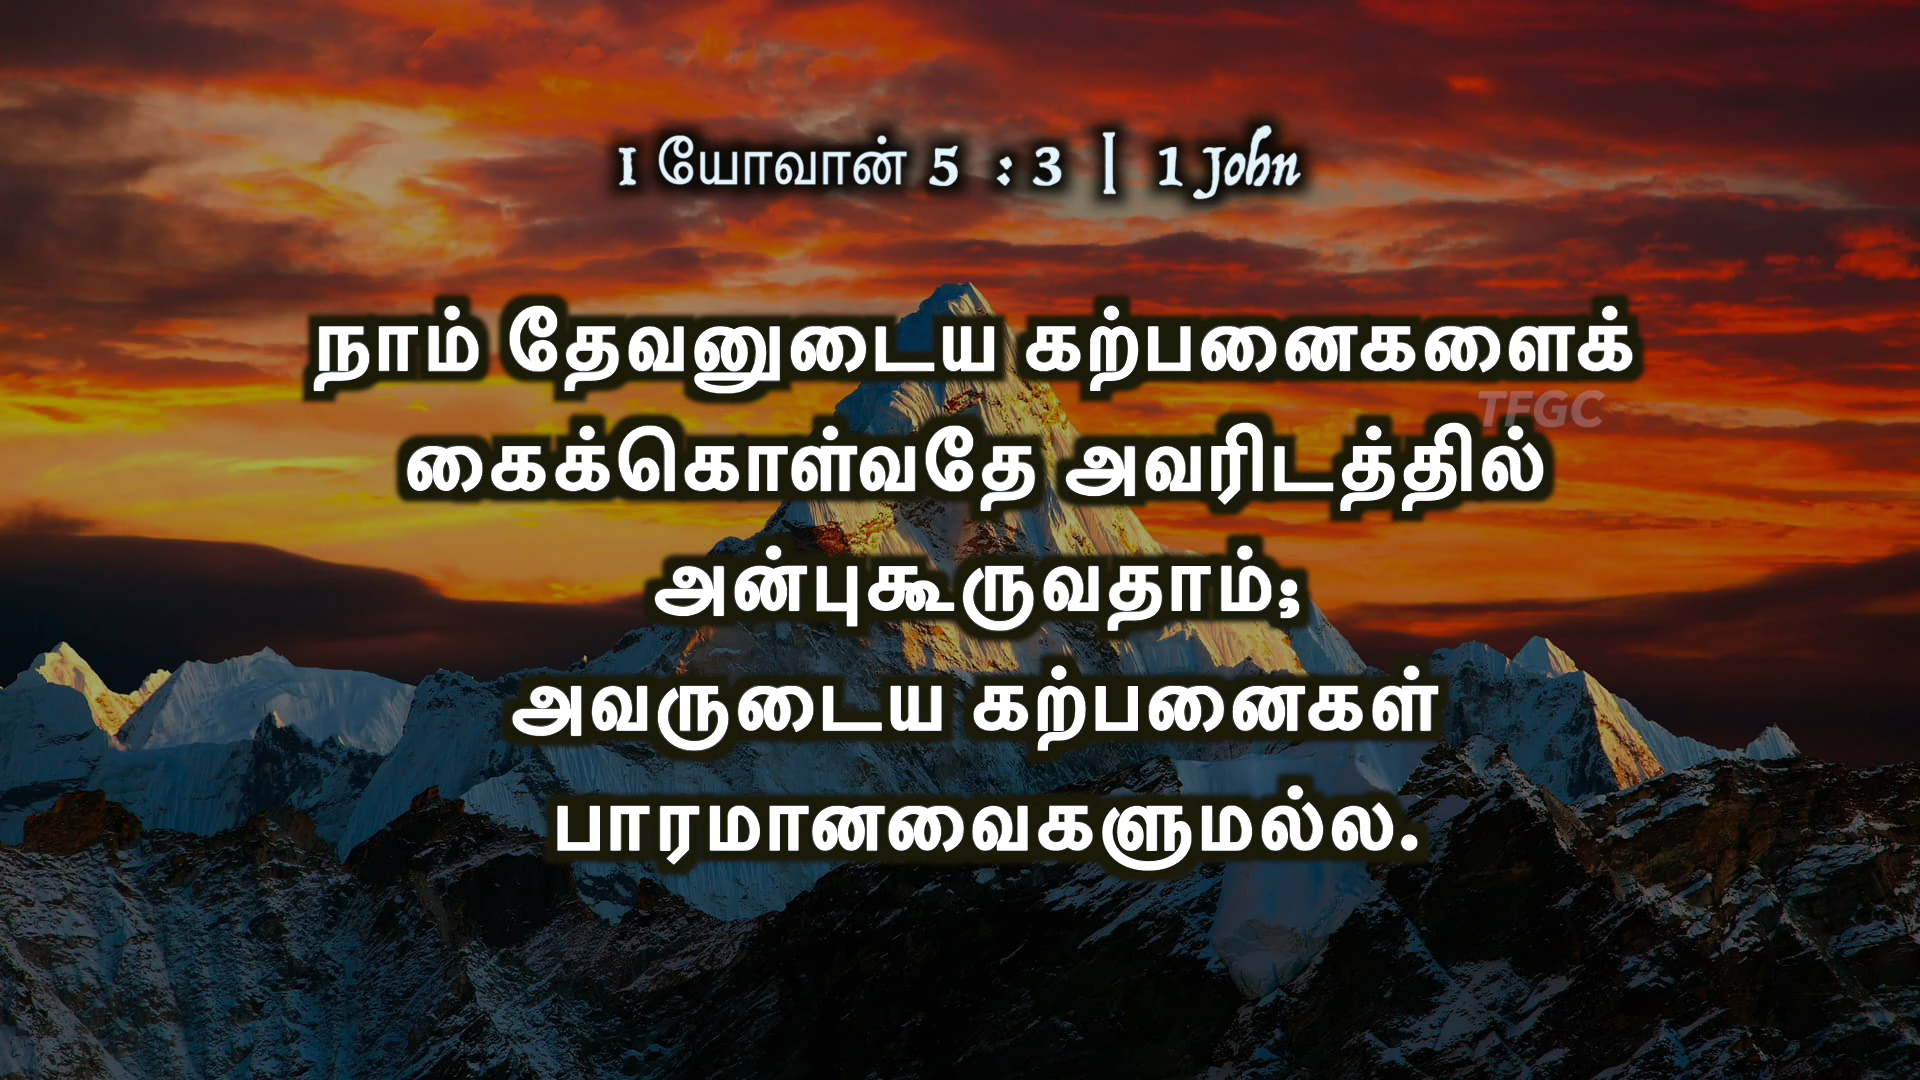 1 யோவான் 5 : 3 | 1 John
நாம் தேவனுடைய கற்பனைகளைக்
TFGC
கைக்கொள்வதே அவரிடத்தில்
அன்புகூருவதாம்;
அவருடைய கற்பனைகள்
பாரமானவைகளுமல்ல.